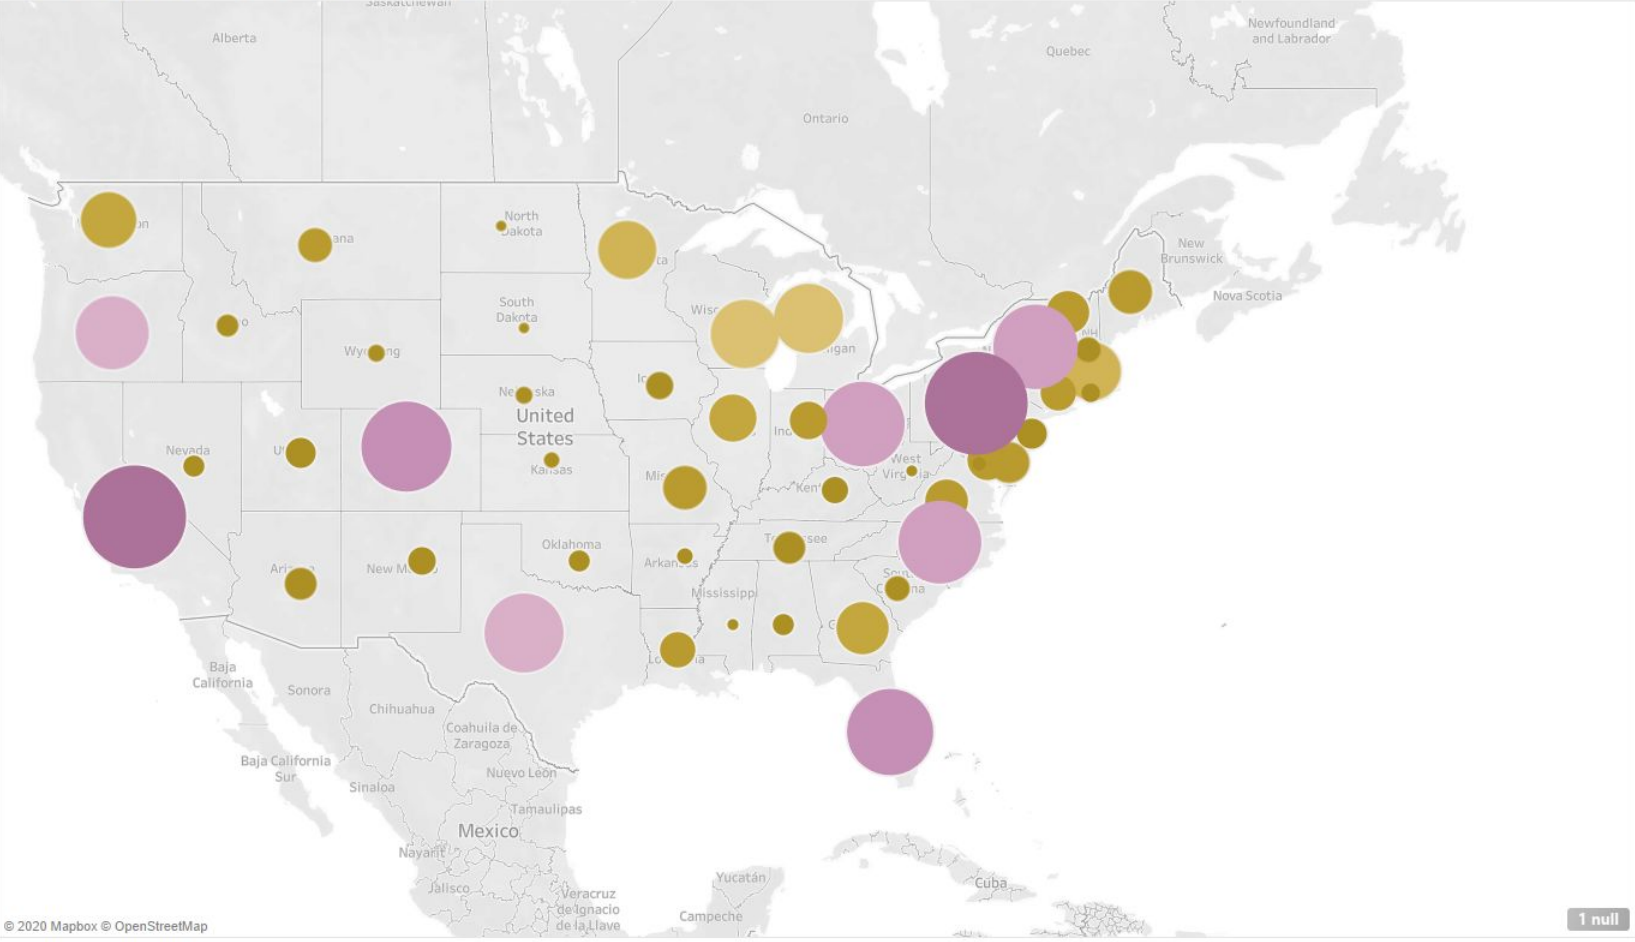 Saskatchewan
Newfoundland
and Labrador
Alberta
Quebec
Ontario
North
Dakota
New
Brunswick
South
Dakota
Nova Scotia
United
States
Nevada
Kansas
West
Virginia
Oklahoma
New M
Arkansas
Mississippi
Baja
California
Sonora
Chihuahua
Coahuila de
Zaragoza
Baja California
Sur
Nuevo León
Sinaloa
Tamaulipas
Mexico
Nayarit
Yucatán
Cuba
Jalisco
Veracruz
de Ignacio
de la Llave
Campeche
1 null
© 2020 Mapbox © OpenStreetMap